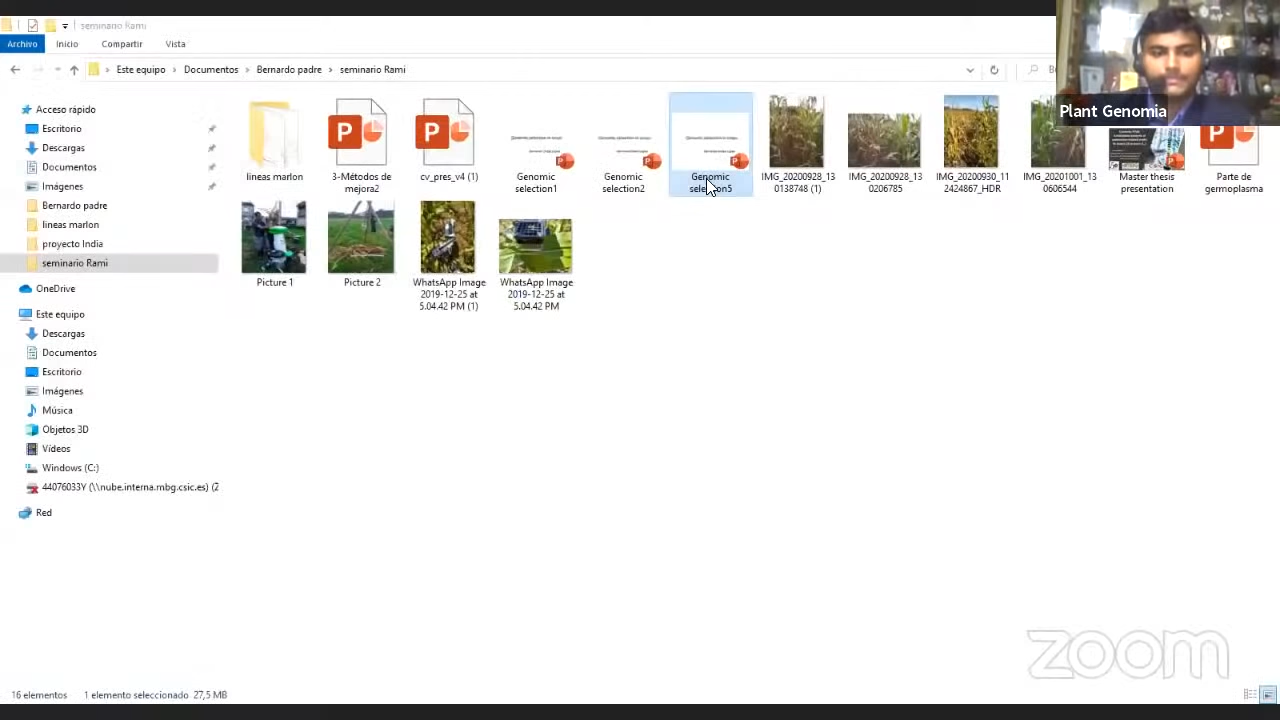 seminario Rami
Archivo Inicio Compartir Vista
Este equipo Documentos Bernardo padre seminario Rami
Plant Genomia
Acceso rápido
Escritorio
Descargas
Documentos
Imágenes
Bernardo padre
lineas marlon
proyecto India
seminario Rami
OneDrive
Este equipo
Descargas
Documentos
Escritorio
Imágenes
Música
Objetos 3D
Vídeos
Windows (C:)
44076033Y (\\nube.interna.mbg.csic.es) (Z
Red
lineas marlon
3-Métodos de
mejora2
cv_pres_v4 (1)
Genomic
selection1
Genomic
selection2
Genomic
selection5
IMG_20200928_13
0138748 (1)
IMG_20200928_13
0206785
IMG_20200930_11
2424867_HDR
IMG_20201001_13
0606544
Master thesis
presentation
Parte de
germoplasma
Picture 1
Picture 2
WhatsApp Image
2019-12-25 at
5.04.42 PM (1)
WhatsApp Image
2019-12-25 at
5.04.42 PM
zoom
16 elementos 1 elemento seleccionado 27,5 MB